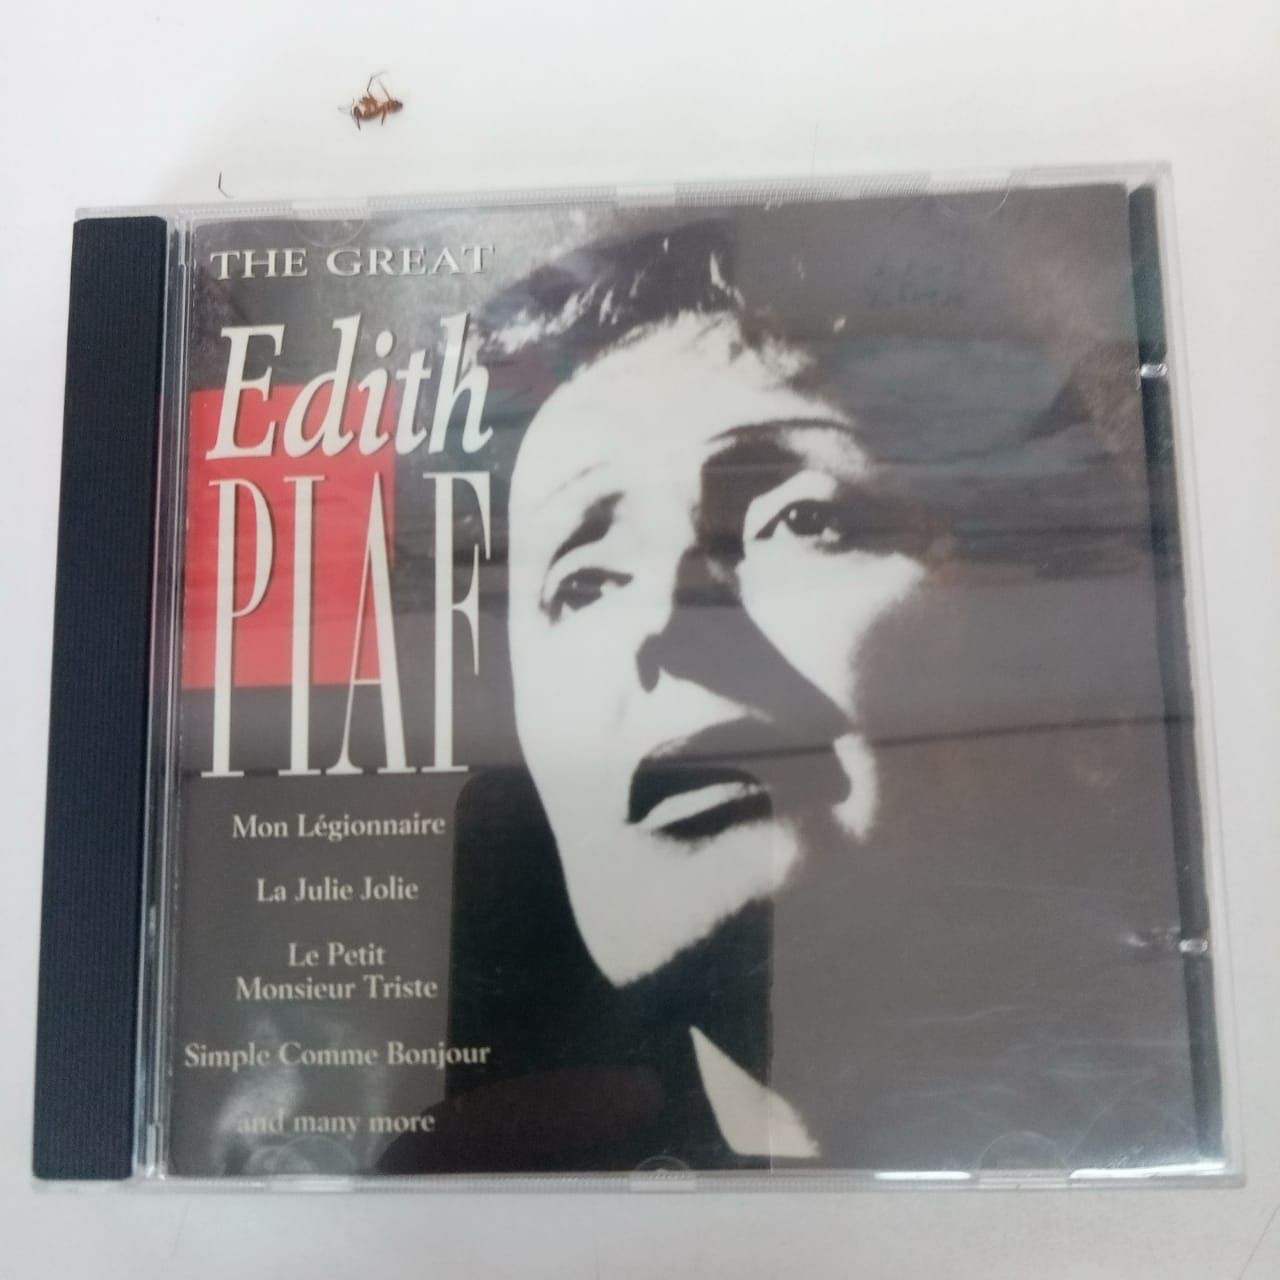 THE GREAT
Edith
PIAF
Mon Légionnaire
La Julie Jolie
Le Petit
Monsieur Triste
Simple Comme Bonjour
and many more